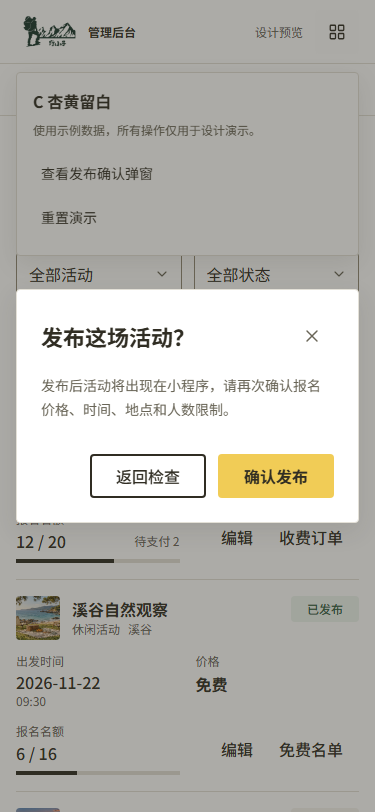 管理后台
设计预览
C 杏黄留白
使用示例数据，所有操作仅用于设计演示。
查看发布确认弹窗
重置演示
全部活动
全部状态
发布这场活动？
发布后活动将出现在小程序，请再次确认报名
价格、时间、地点和人数限制。
返回检查
确认发布
12 / 20
待支付 2
编辑
收费订单
溪谷自然观察
已发布
休闲活动 溪谷
出发时间
价格
2026-11-22
免费
09:30
报名名额
6 / 16
编辑
免费名单